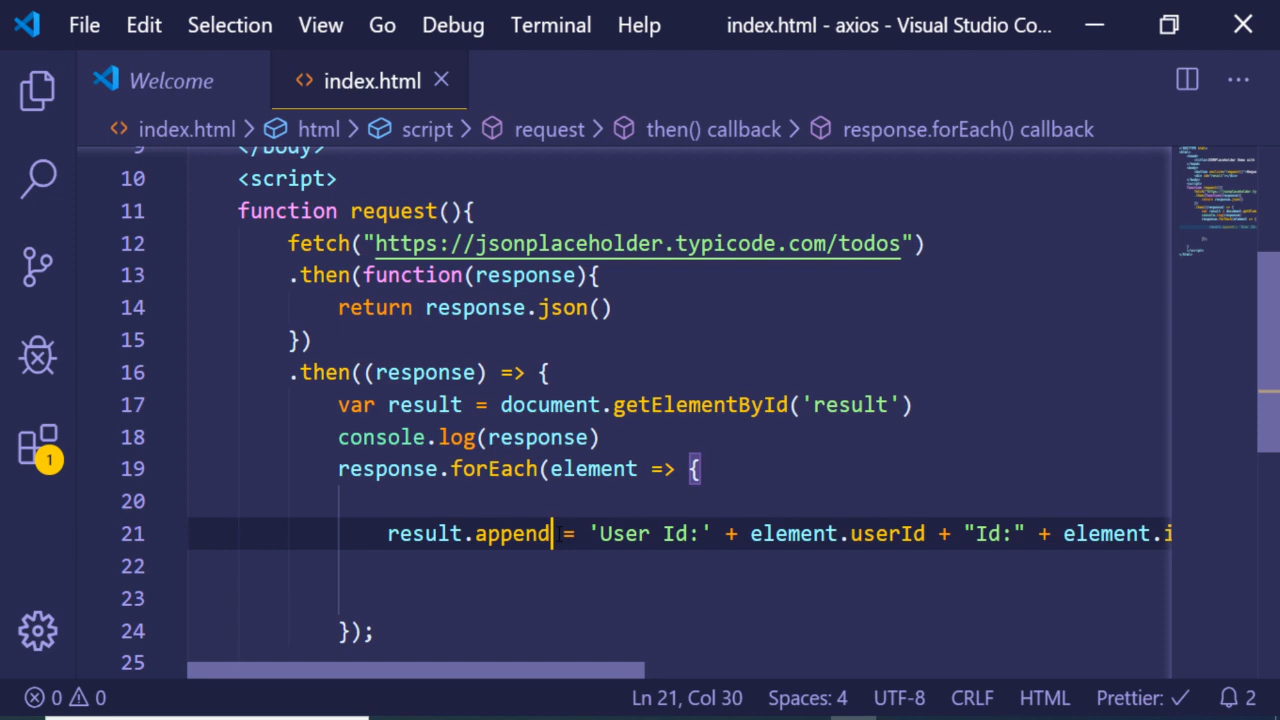 File Edit Selection View Go Debug Terminal Help index.html - axios - Visual Studio Co...
Welcome index.html
index.html html script request then() callback response.forEach() callback
9 </body>
10 <script>
11 function request(){
12 fetch("https://jsonplaceholder.typicode.com/todos")
13 .then(function(response){
14 return response.json()
15 })
16 .then((response) => {
17 var result = document.getElementById('result')
18 console.log(response)
19 response.forEach(element => {
20
21 result.append = 'User Id:' + element.userId + "Id:" + element.i
22
23
24 });
25
1
0 0 Ln 21, Col 30 Spaces: 4 UTF-8 CRLF HTML Prettier: ✓ 2